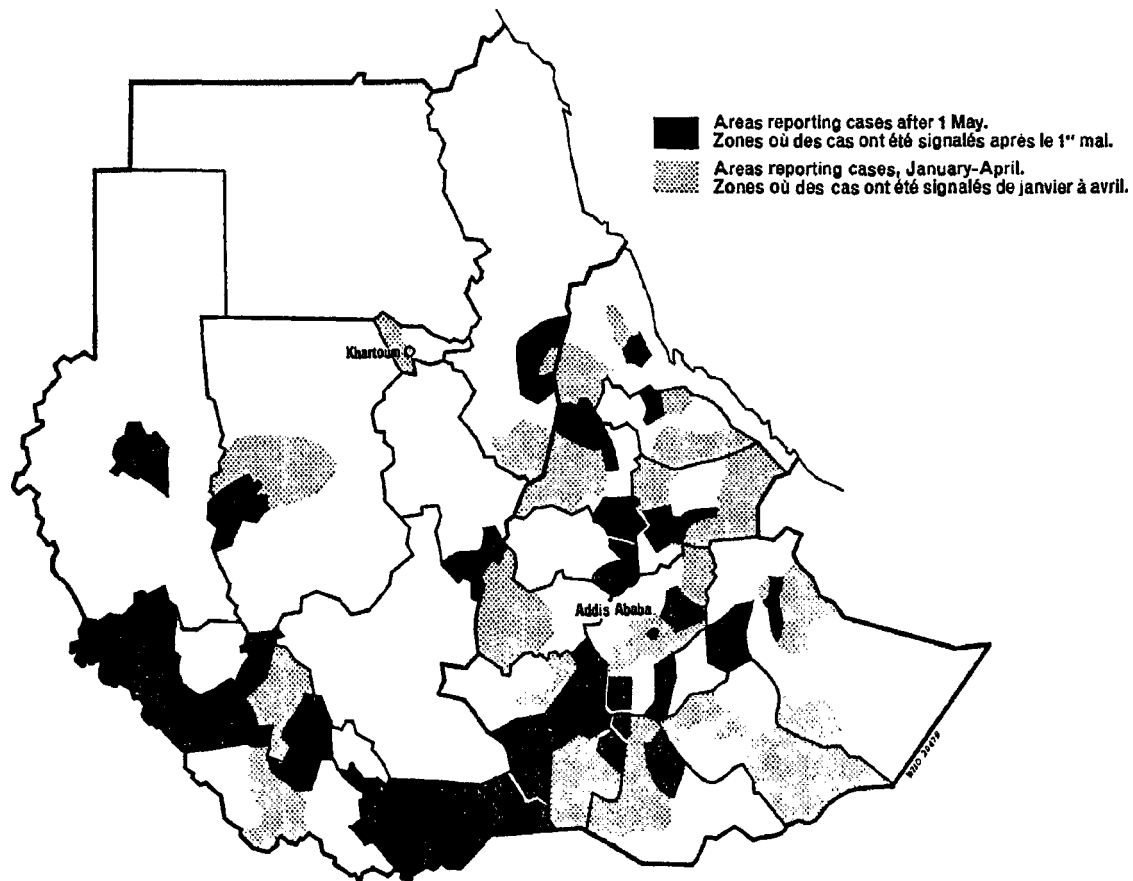 Areas reporting cases after 1 May.
Zones où des cas ont été signalés après le 1er mal.
Areas reporting cases, January-April.
Zones où des cas ont été signalés de janvier à avril.
Khartoum
Addis Ababa